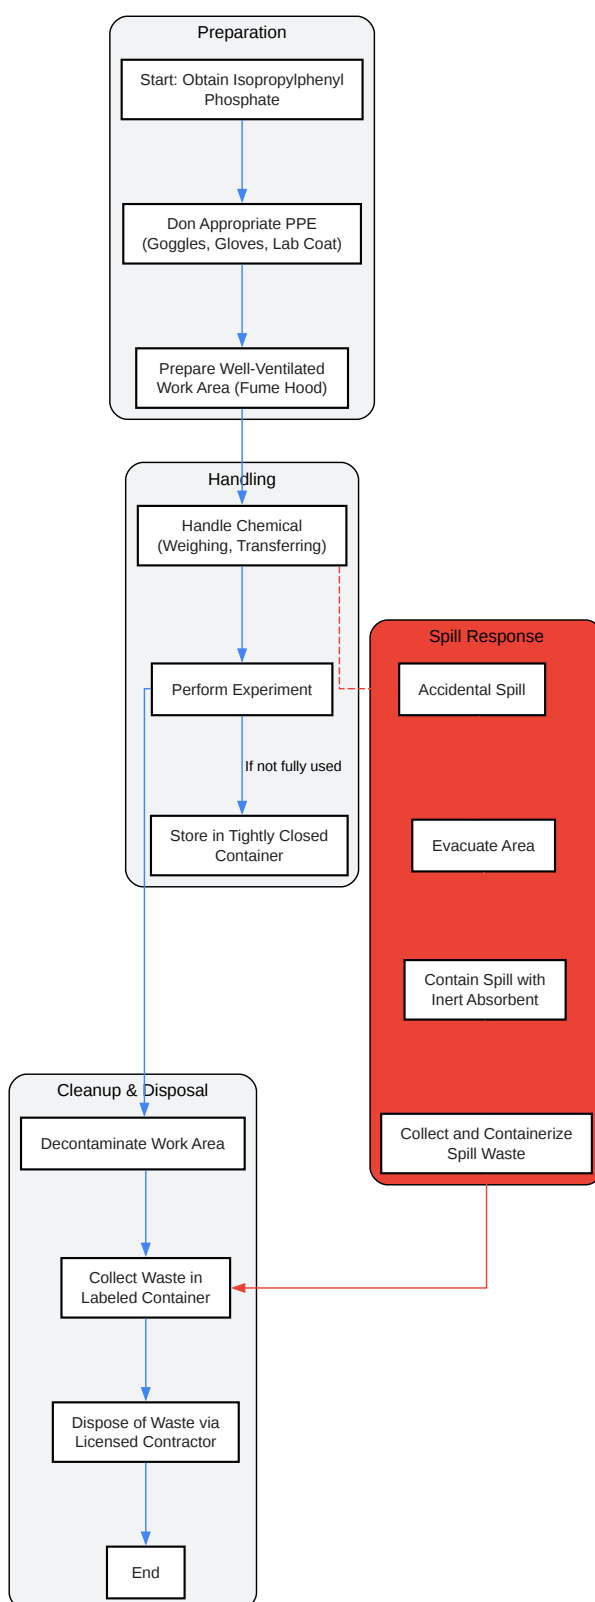 Preparation
Start: Obtain Isopropylphenyl
Phosphate
Don Appropriate PPE
(Goggles, Gloves, Lab Coat)
Prepare Well-Ventilated
Work Area (Fume Hood)
Handling
Handle Chemical
(Weighing, Transferring)
Perform Experiment
If not fully used
Store in Tightly Closed
Container
Spill Response
Accidental Spill
Evacuate Area
Contain Spill with
Inert Absorbent
Collect and Containerize
Spill Waste
Cleanup & Disposal
Decontaminate Work Area
Collect Waste in
Labeled Container
Dispose of Waste via
Licensed Contractor
End